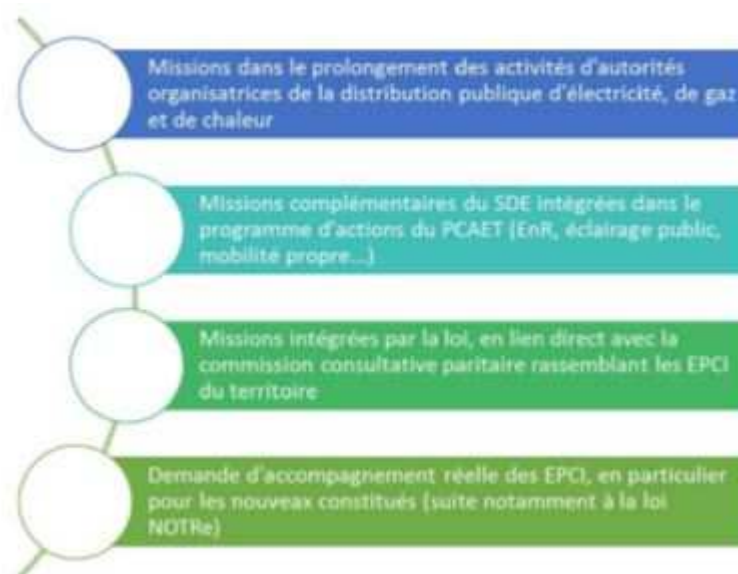 Missions dans le prolongement des activités d'autorités
organisatrices de la distribution publique d'électricité, de gaz
et de chaleur
Missions complémentaires du SDE intégrées dans le
programme d'actions du PCAET (EnR, éclairage public,
mobilité propre...)
Missions intégrées par la loi, en lien direct avec la
commission consultative paritaire rassemblant les EPCI
du territoire
Demande d'accompagnement réelle des EPCI, en particulier
pour les nouveax constitués (suite notamment à la loi
NOTRe)